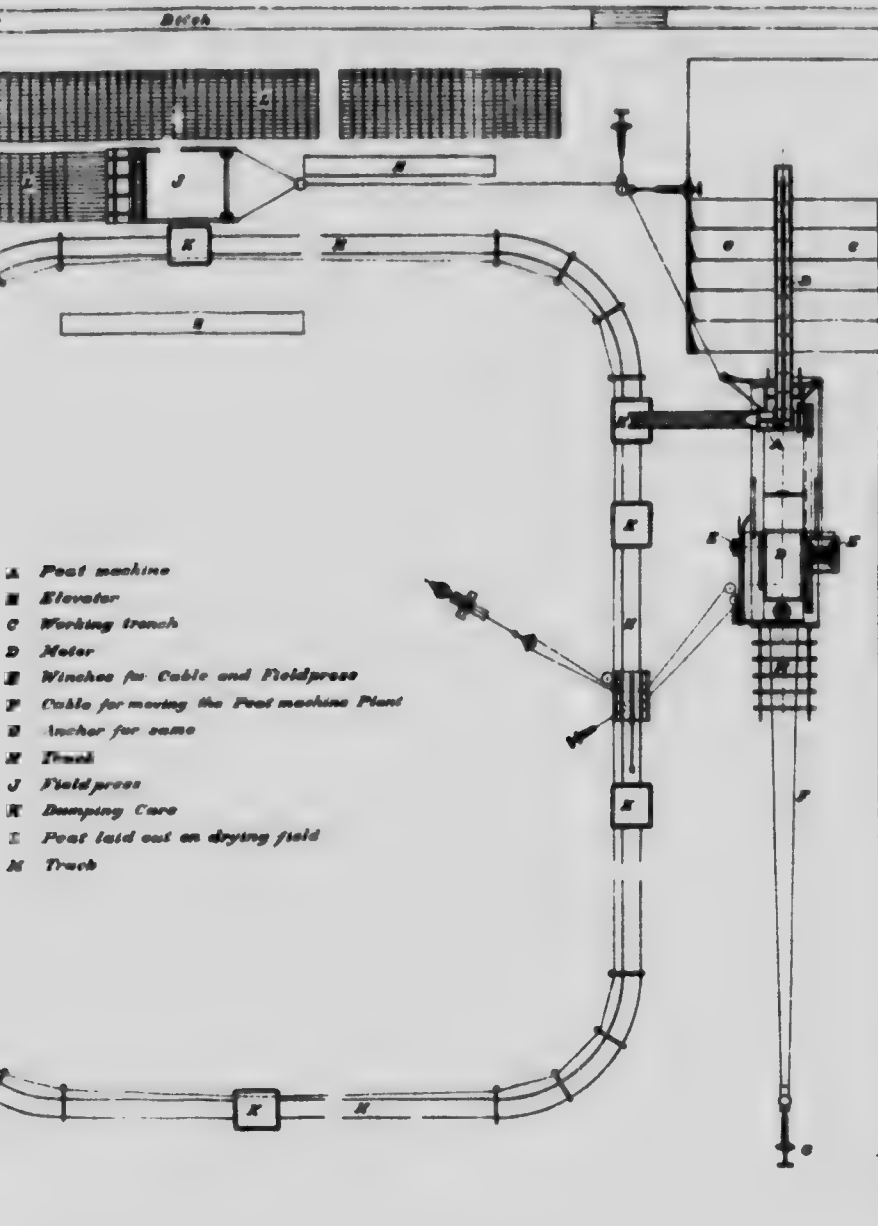 Ditch
L
L
J
H
K
M
C
C
B
H
K
A
K
E
E
D
M
H
K
F
K
M
G
A Peat machine
B Elevator
C Working trench
D Motor
E Winches for Cable and Fieldpress
F Cable for moving the Peat machine Plant
G Anchor for same
H Track
J Fieldpress
K Dumping Cars
L Peat laid out on drying field
M Track